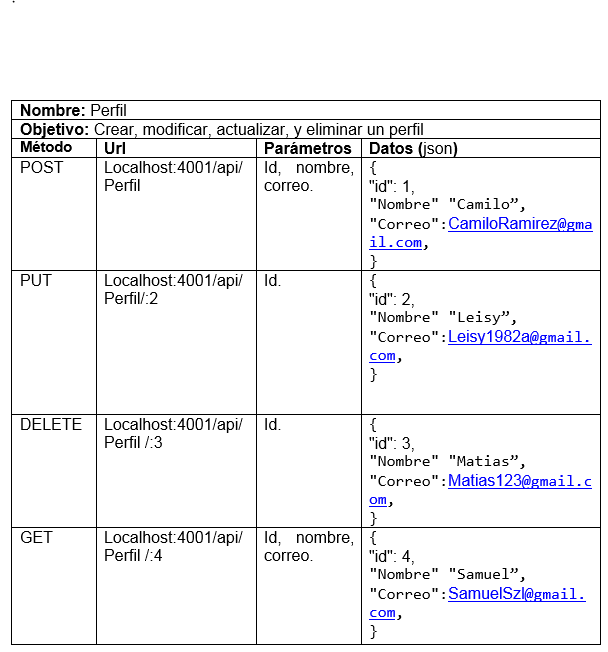 .
Nombre: Perfil
Objetivo: Crear, modificar, actualizar, y eliminar un perfil
Método Url Parámetros Datos (json)
POST Localhost:4001/api/ Id, nombre, {
Perfil correo. "id": 1,
"Nombre" "Camilo”,
"Correo":CamiloRamirez@gma
il.com,
}
PUT Localhost:4001/api/ Id. {
Perfil/:2 "id": 2,
"Nombre" "Leisy”,
"Correo":Leisy1982a@gmail.
com,
}
DELETE Localhost:4001/api/ Id. {
Perfil /:3 "id": 3,
"Nombre" "Matias”,
"Correo":Matias123@gmail.c
om,
}
GET Localhost:4001/api/ Id, nombre, {
Perfil /:4 correo. "id": 4,
"Nombre" "Samuel”,
"Correo":SamuelSzl@gmail.
com,
}